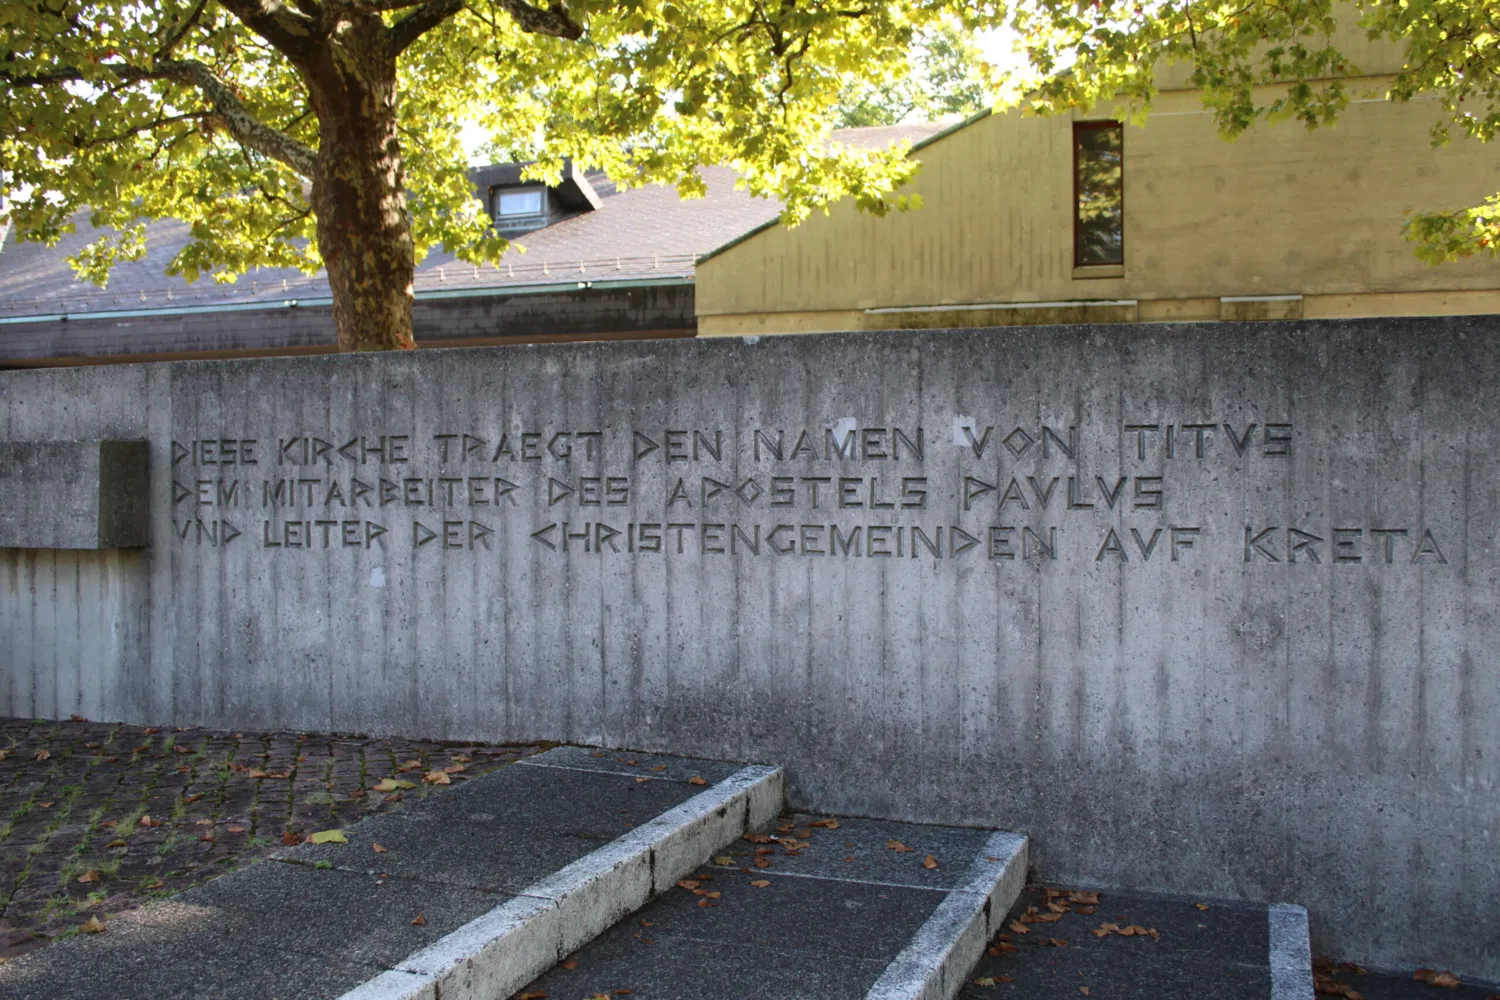 DIESE KIRCHE TRAEGT DEN NAMEN VON TITVS
DEM MITARBEITER DES APOSTELS PAVLVS
VND LEITER DER CHRISTENGEMEINDEN AVF KRETA